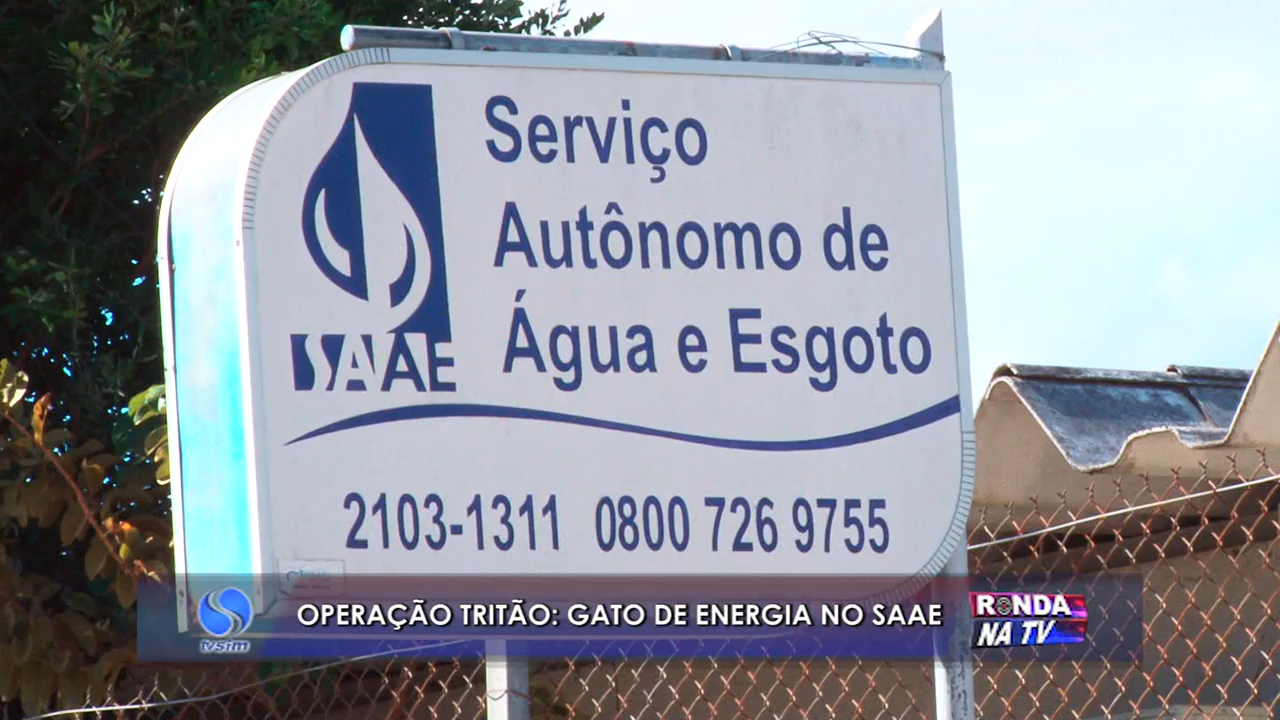 Serviço
Autônomo de
Água e Esgoto
SAAE
2103-1311 0800 726 9755
OPERAÇÃO TRITÃO: GATO DE ENERGIA NO SAAE
tvsim
RONDA
NA TV